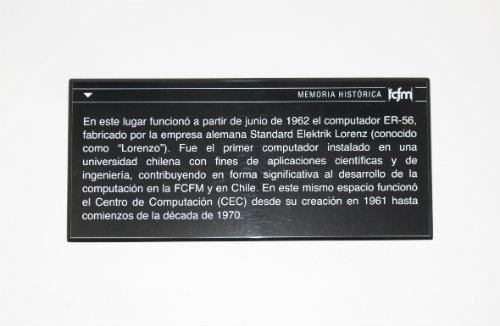 MEMORIA HISTÓRICA fcfm
En este lugar funcionó a partir de junio de 1962 el computador ER-56,
fabricado por la empresa alemana Standard Elektrik Lorenz (conocido
como "Lorenzo"). Fue el primer computador instalado en una
universidad chilena con fines de aplicaciones científicas y de
ingeniería, contribuyendo en forma significativa al desarrollo de la
computación en la FCFM y en Chile. En este mismo espacio funcionó
el Centro de Computación (CEC) desde su creación en 1961 hasta
comienzos de la década de 1970.